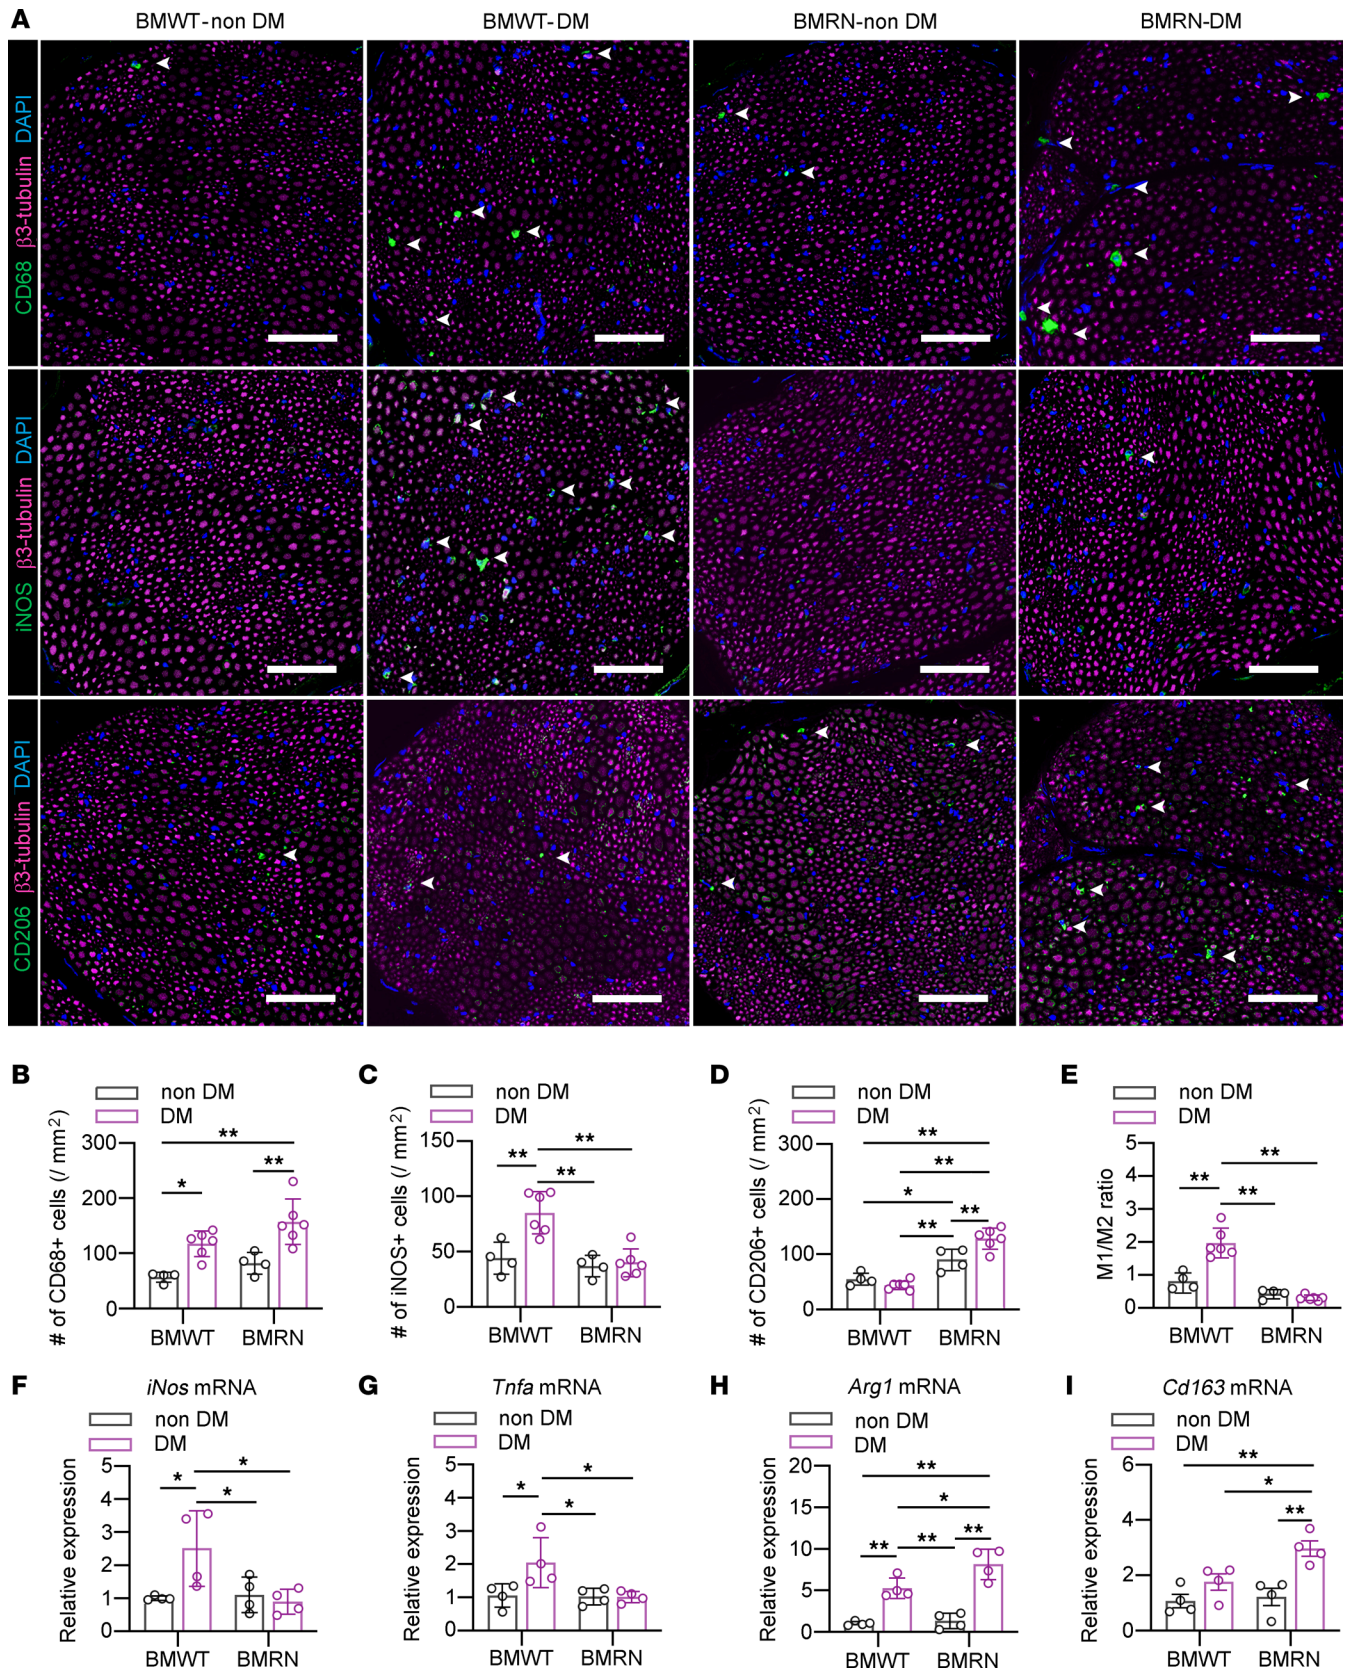 A
BMWT-non DM
BMWT-DM
BMRN-non DM
BMRN-DM
CD68 β3-tubulin DAPI
iNOS β3-tubulin DAPI
CD206 β3-tubulin DAPI
B
non DM
DM
# of CD68+ cells (/ mm2)
300
200
100
0
*
**
**
BMWT
BMRN
C
non DM
DM
# of iNOS+ cells (/ mm2)
150
100
50
0
**
**
**
BMWT
BMRN
D
non DM
DM
# of CD206+ cells (/ mm2)
300
200
100
0
**
**
*
**
**
BMWT
BMRN
E
non DM
DM
M1/M2 ratio
5
4
3
2
1
0
**
**
**
BMWT
BMRN
F
iNos mRNA
non DM
DM
Relative expression
5
4
3
2
1
0
*
*
*
BMWT
BMRN
G
Tnfa mRNA
non DM
DM
Relative expression
5
4
3
2
1
0
*
*
*
BMWT
BMRN
H
Arg1 mRNA
non DM
DM
Relative expression
20
15
10
5
0
**
*
**
**
**
BMWT
BMRN
I
Cd163 mRNA
non DM
DM
Relative expression
6
4
2
0
**
*
**
BMWT
BMRN